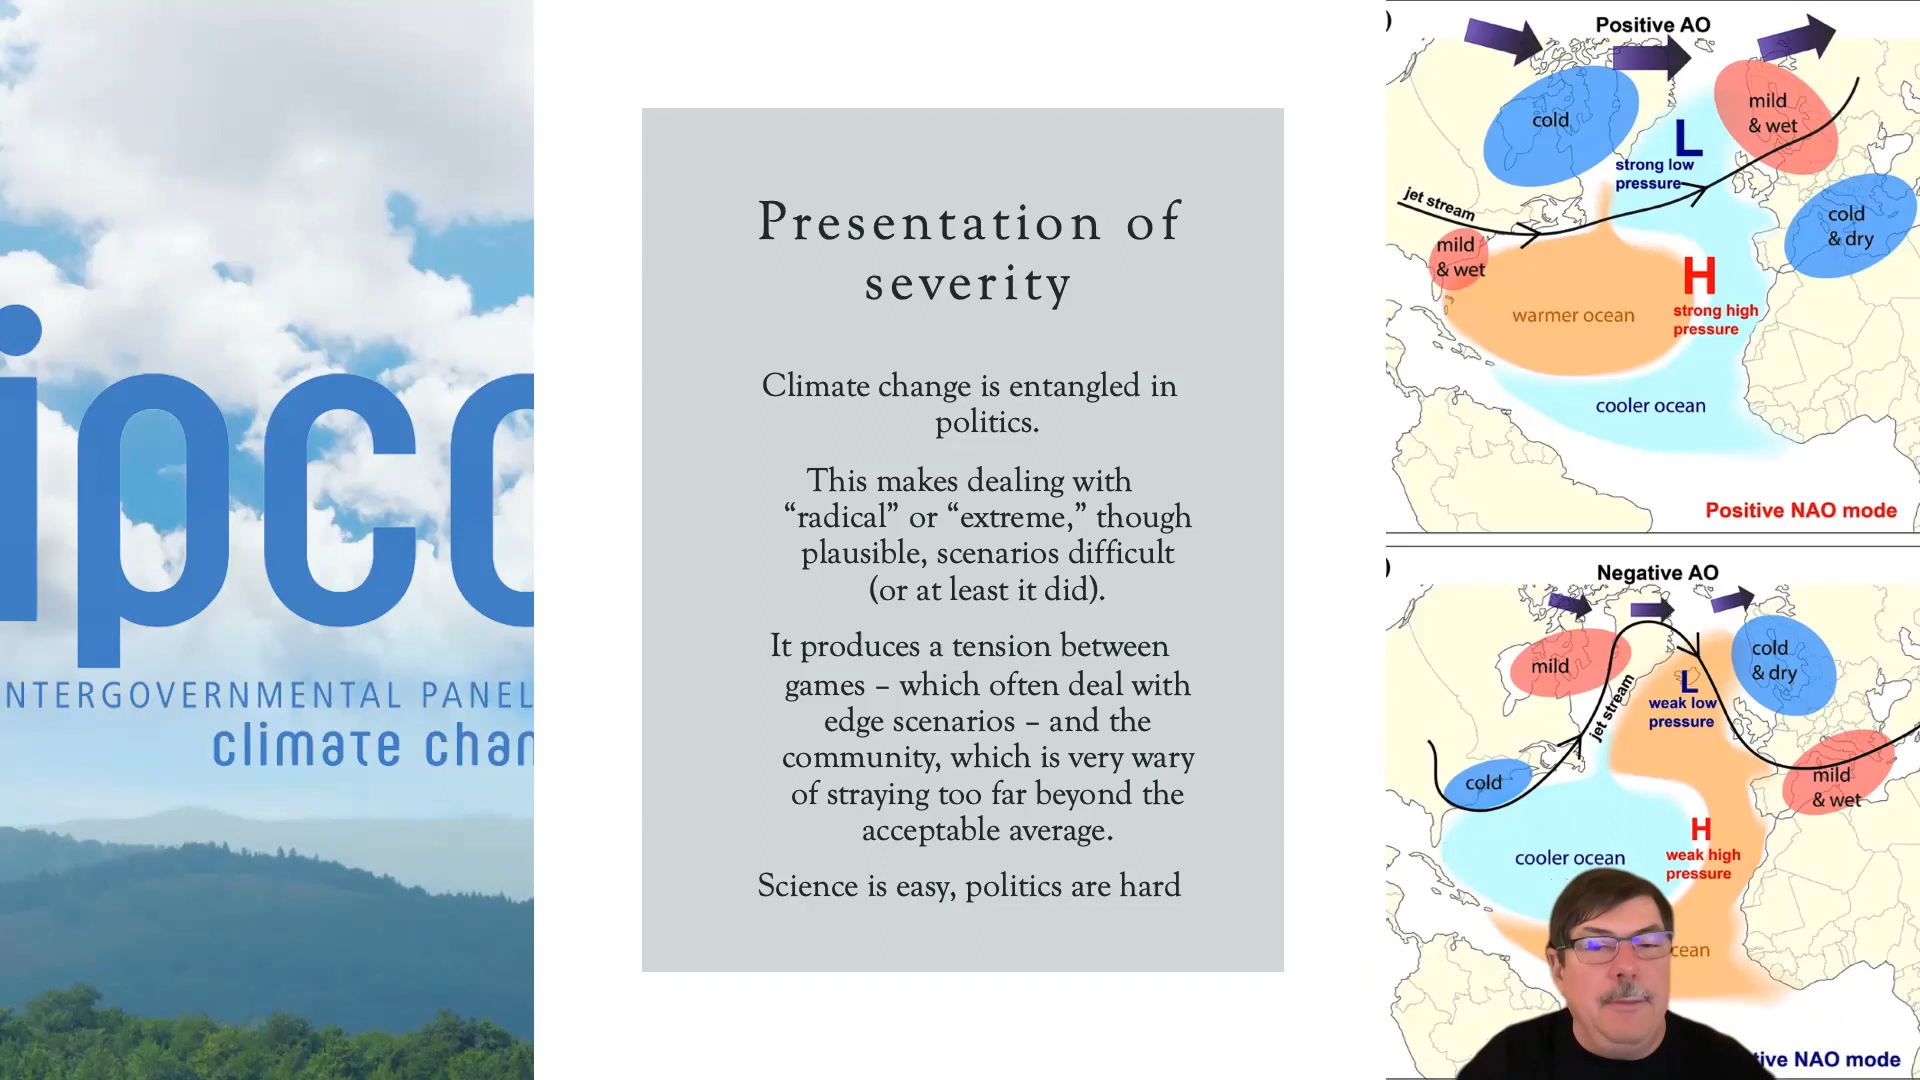 ipcc
INTERGOVERNMENTAL PANEL
climate chan
Presentation of
severity
Climate change is entangled in
politics.
This makes dealing with
“radical” or “extreme,” though
plausible, scenarios difficult
(or at least it did).
It produces a tension between
games – which often deal with
edge scenarios – and the
community, which is very wary
of straying too far beyond the
acceptable average.
Science is easy, politics are hard
)
Positive AO
cold
mild
& wet
L
strong low
pressure
jet stream
cold
& dry
mild
& wet
H
strong high
pressure
warmer ocean
cooler ocean
Positive NAO mode
)
Negative AO
mild
cold
& dry
L
weak low
pressure
jet stream
cold
mild
& wet
H
weak high
pressure
cooler ocean
cean
tive NAO mode